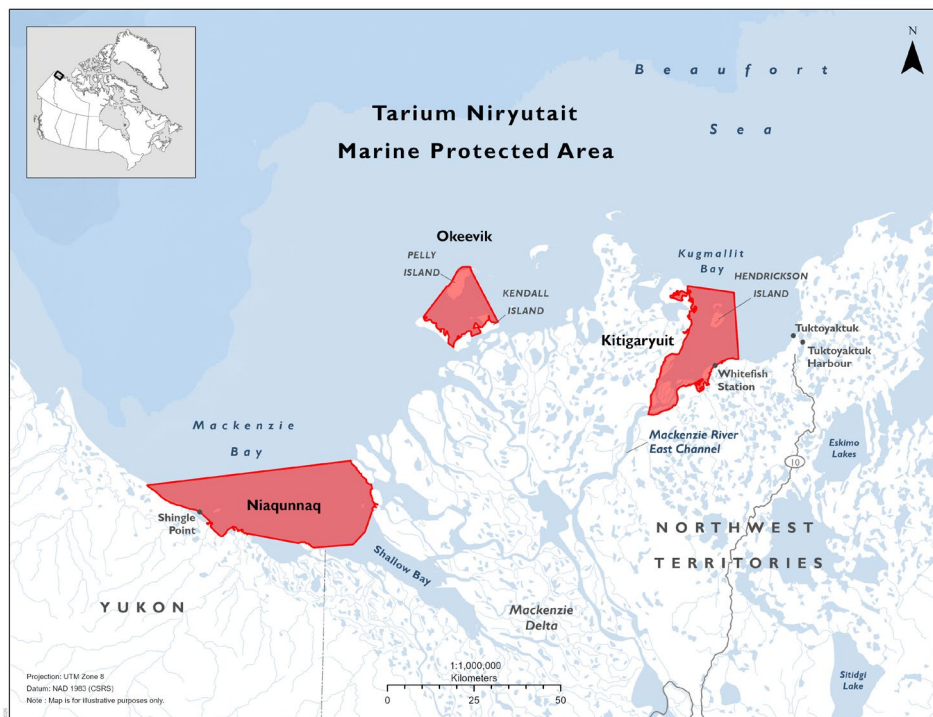 N
B e a u f o r t
S e a
Tarium Niryutait
Marine Protected Area
Okeevik
PELLY
ISLAND
KENDALL
ISLAND
Kugmallit
Bay
HENDRICKSON
ISLAND
Kitigaryuit
Tuktoyaktuk
Tuktoyaktuk
Harbour
Whitefish
Station
Mackenzie River
East Channel
Eskimo
Lakes
10
Mackenzie
Bay
Niaqunnaq
Shingle
Point
Shallow Bay
NORTHWEST
TERRITORIES
YUKON
Mackenzie
Delta
Sitidgi
Lake
1:1,000,000
Kilometers
0 25 50
Projection: UTM Zone 8
Datum: NAD 1983 (CSRS)
Note : Map is for illustrative purposes only.